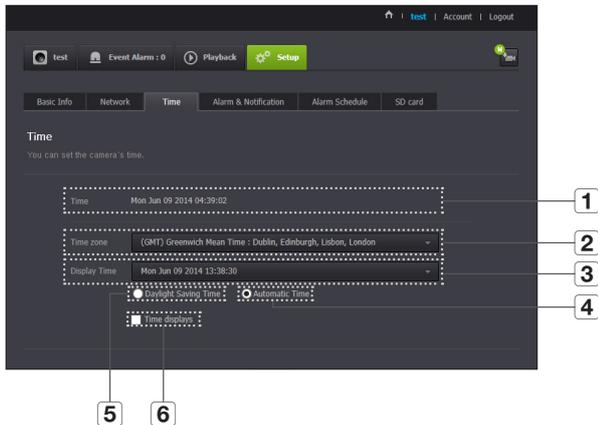 test | Account | Logout
test Event Alarm : 0 Playback Setup M
Basic Info Network Time Alarm & Notification Alarm Schedule SD card
Time
You can set the camera's time.
Time Mon Jun 09 2014 04:39:02 1
Time zone (GMT) Greenwich Mean Time : Dublin, Edinburgh, Lisbon, London 2
Display Time Mon Jun 09 2014 13:38:30 3
Daylight Saving Time Automatic Time 4
Time displays
5 6